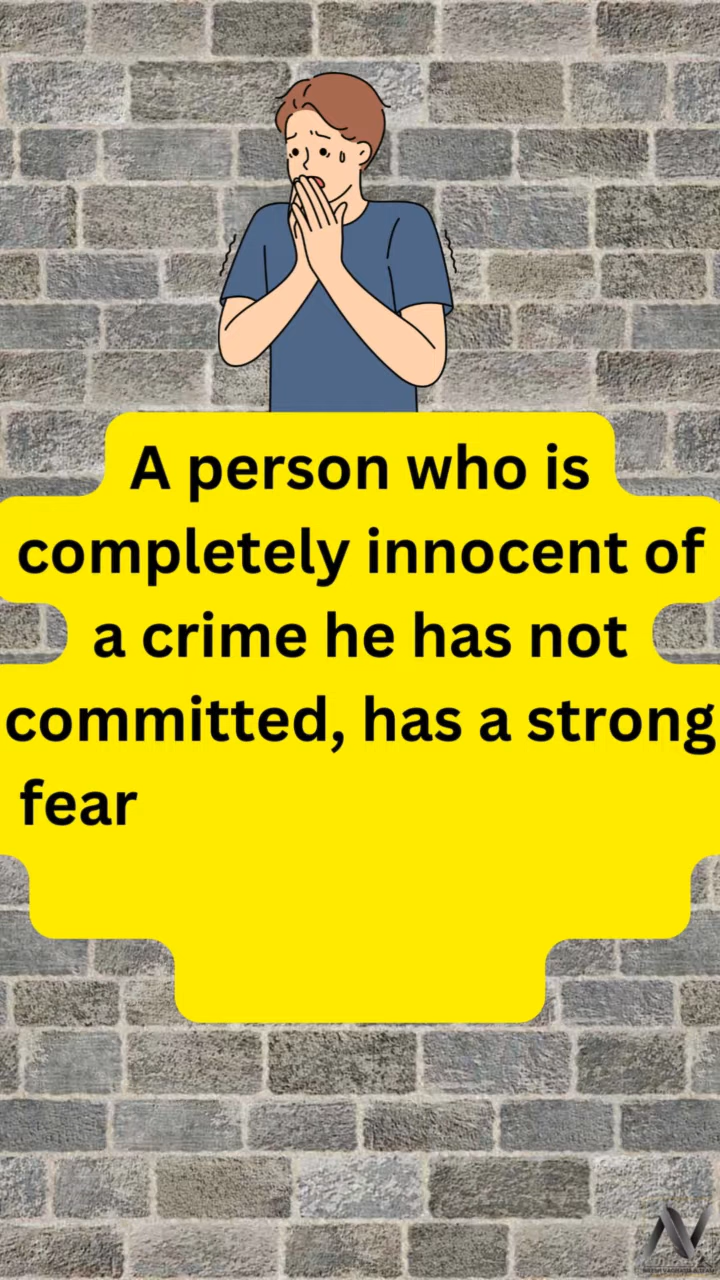 A person who is
completely innocent of
a crime he has not
committed, has a strong
fear